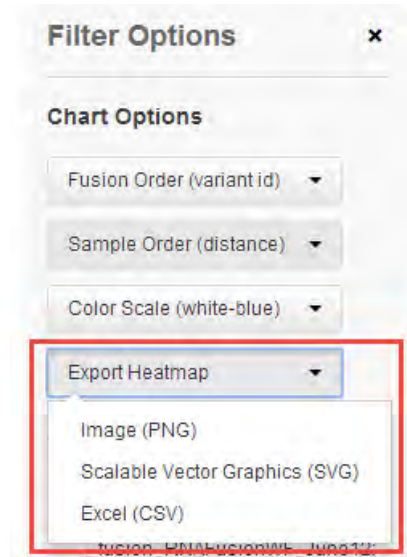 Filter Options ×
Chart Options
Fusion Order (variant id)
Sample Order (distance)
Color Scale (white-blue)
Export Heatmap
Image (PNG)
Scalable Vector Graphics (SVG)
Excel (CSV)